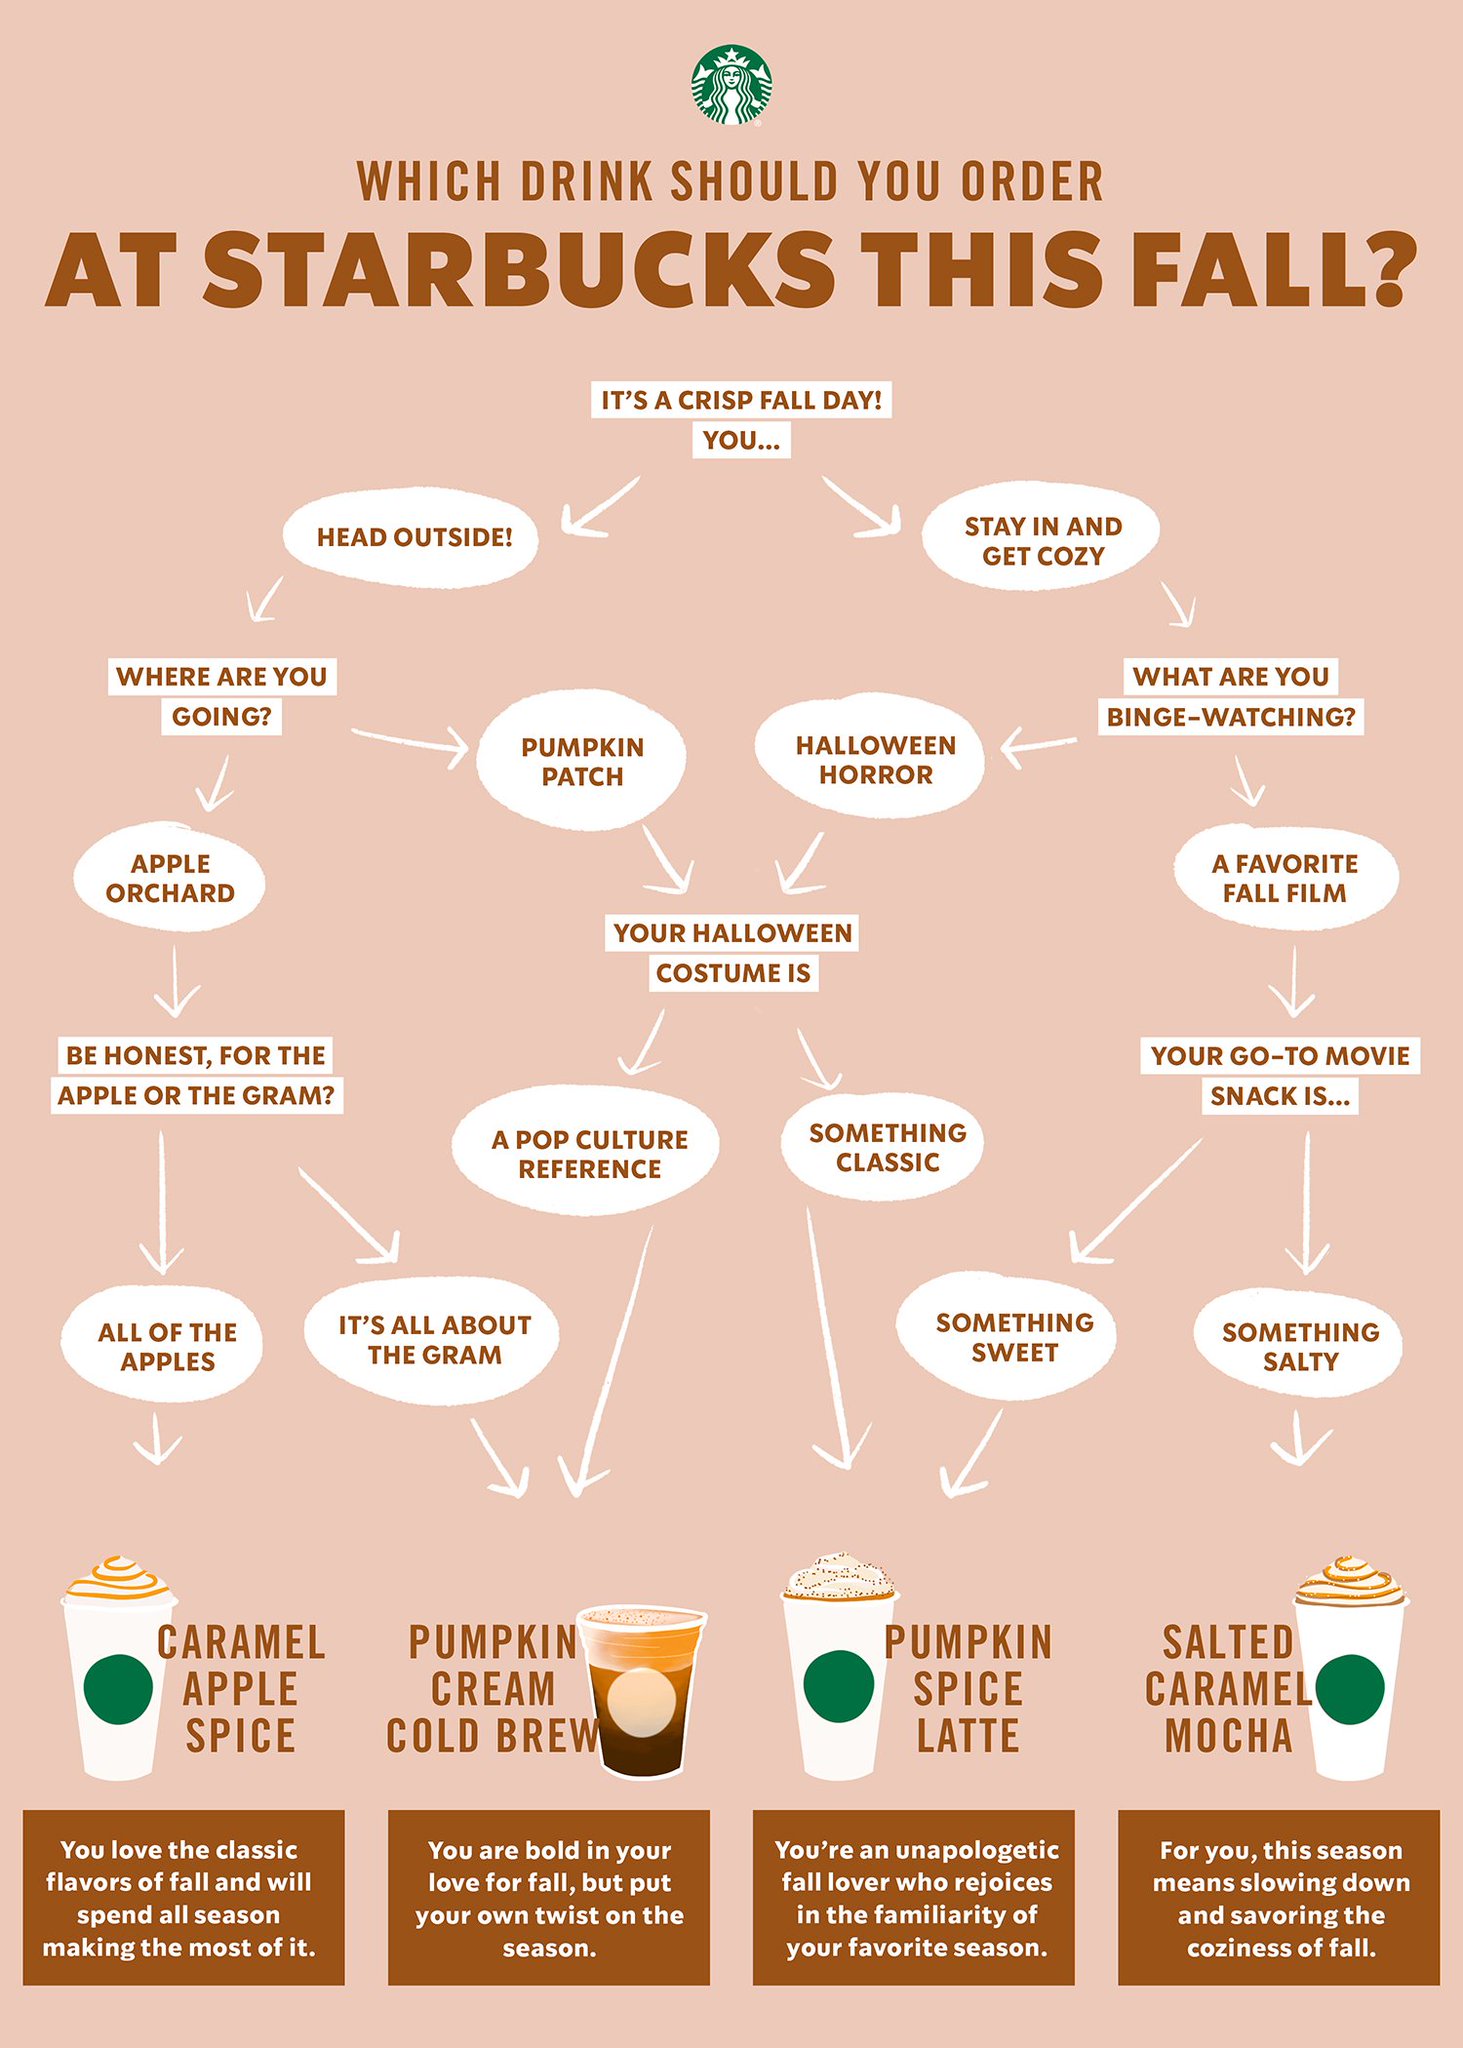 WHICH DRINK SHOULD YOU ORDER
AT STARBUCKS THIS FALL?
IT'S A CRISP FALL DAY!
YOU...
HEAD OUTSIDE!
STAY IN AND
GET COZY
WHERE ARE YOU
GOING?
WHAT ARE YOU
BINGE-WATCHING?
PUMPKIN
PATCH
HALLOWEEN
HORROR
APPLE
ORCHARD
A FAVORITE
FALL FILM
YOUR HALLOWEEN
COSTUME IS
BE HONEST, FOR THE
APPLE OR THE GRAM?
YOUR GO-TO MOVIE
SNACK IS...
A POP CULTURE
REFERENCE
SOMETHING
CLASSIC
ALL OF THE
APPLES
IT'S ALL ABOUT
THE GRAM
SOMETHING
SWEET
SOMETHING
SALTY
CARAMEL
APPLE
SPICE
PUMPKIN
CREAM
COLD BREW
PUMPKIN
SPICE
LATTE
SALTED
CARAMEL
MOCHA
You love the classic
flavors of fall and will
spend all season
making the most of it.
You are bold in your
love for fall, but put
your own twist on the
season.
You're an unapologetic
fall lover who rejoices
in the familiarity of
your favorite season.
For you, this season
means slowing down
and savoring the
coziness of fall.